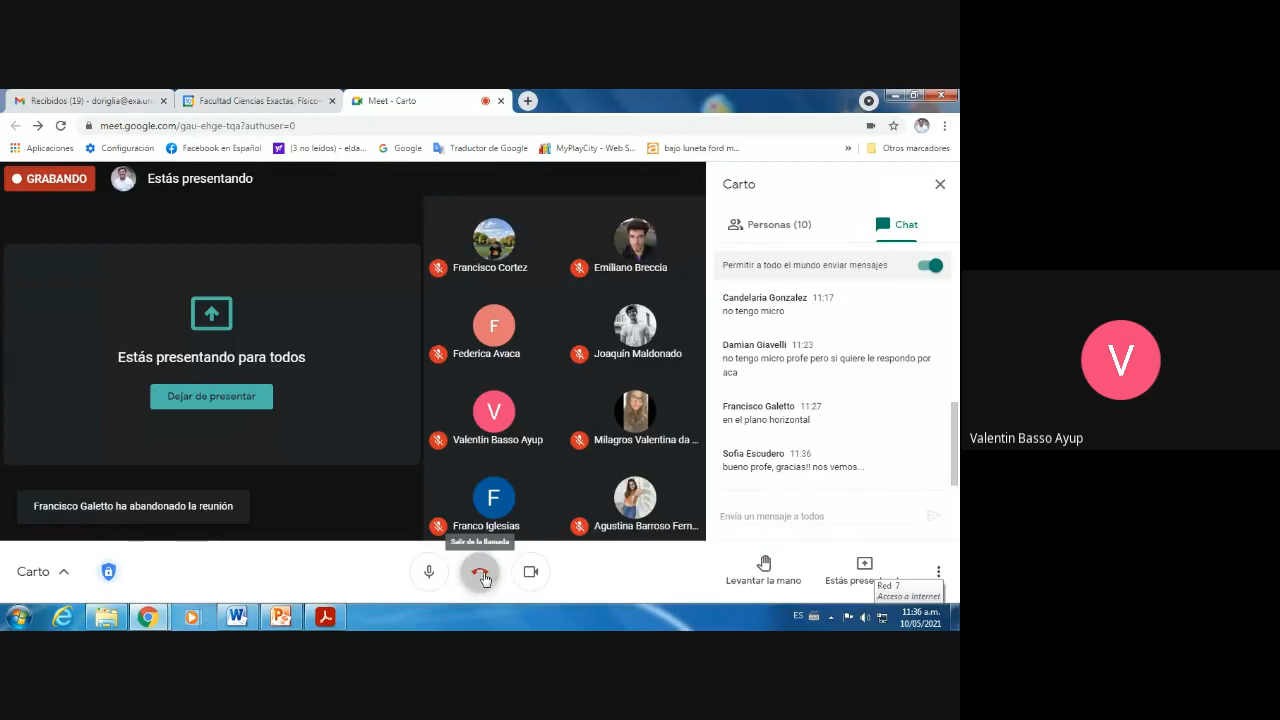 Recibidos (19) - doriglia@exa.un
Facultad Ciencias Exactas, Físico-
Meet - Carto
meet.google.com/gau-ehge-tqa?authuser=0
Aplicaciones
Configuración
Facebook en Español
(3 no leídos) - elda...
Google
Traductor de Google
MyPlayCity - Web S...
bajo luneta ford m...
»
Otros marcadores
GRABANDO
Estás presentando
Carto
Personas (10)
Chat
Permitir a todo el mundo enviar mensajes
Francisco Cortez
Emiliano Breccia
F
Federica Avaca
Joaquín Maldonado
V
Valentin Basso Ayup
Milagros Valentina da ...
F
Franco Iglesias
Agustina Barroso Fern...
Estás presentando para todos
Dejar de presentar
Francisco Galetto ha abandonado la reunión
Candelaria Gonzalez 11:17
no tengo micro
Damian Giavelli 11:23
no tengo micro profe pero si quiere le respondo por
aca
Francisco Galetto 11:27
en el plano horizontal
Sofia Escudero 11:36
bueno profe, gracias!! nos vemos...
Envía un mensaje a todos
Salir de la llamada
Carto
Levantar la mano
Estás prese
Red 7
Acceso a Internet
ES
11:36 a.m.
10/05/2021
V
Valentin Basso Ayup